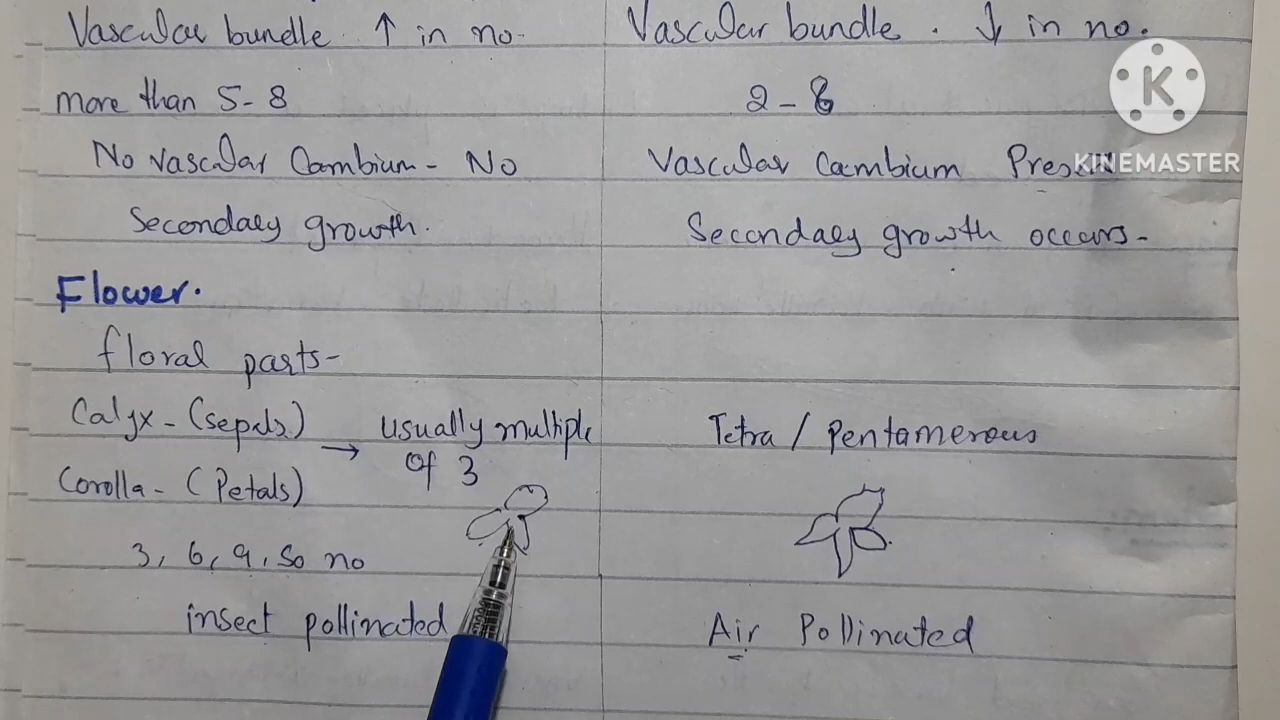 Vascular bundle ↑ in no.
more than 5-8
No vascular Cambium - No
Secondary growth.
Flower.
floral parts-
Calyx - (sepals)
Corolla - (Petals)
→ usually multiple
of 3
3, 6, 9, so no
insect pollinated
Vascular bundle. ↓ in no.
2 - 6
Vascular Cambium
Secondary growth occurs-
Tetra / Pentamerous
Air Pollinated
K
KINEMASTER